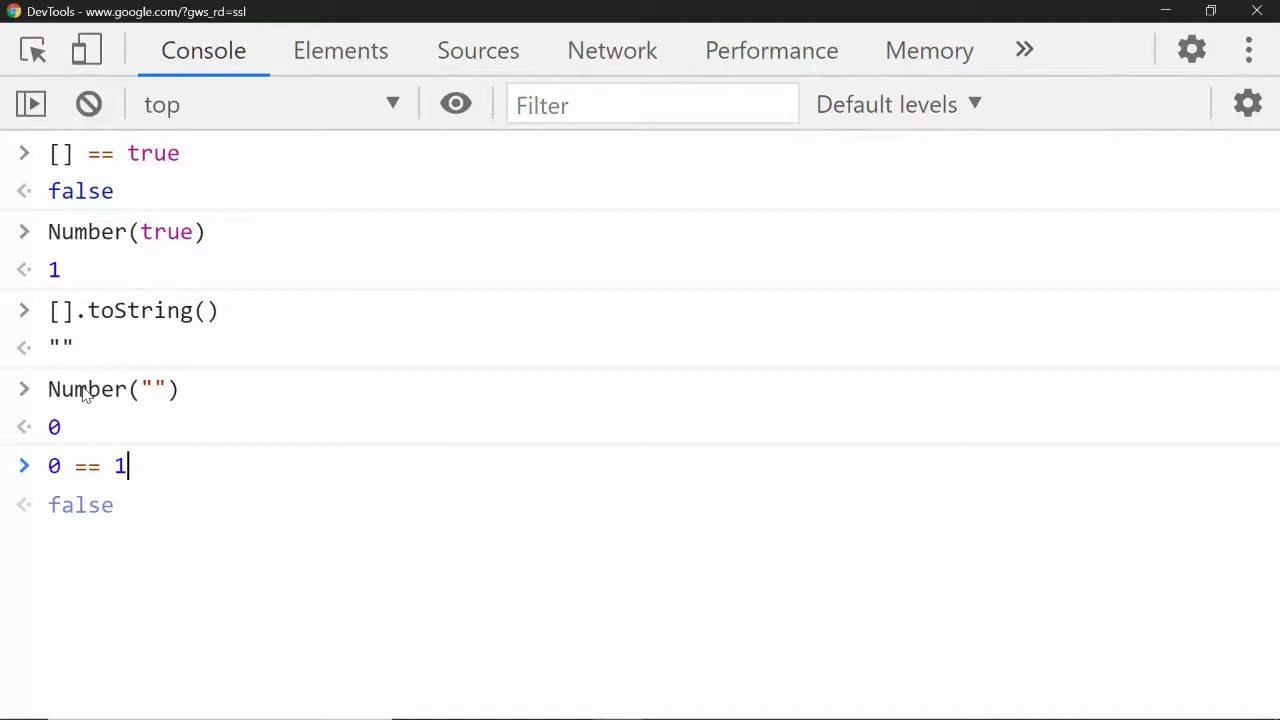 DevTools - www.google.com/?gws_rd=ssl
Console Elements Sources Network Performance Memory »
top ▼ Filter Default levels ▼
> [] == true
<· false
> Number(true)
<· 1
> [].toString()
<· ""
> Number("")
<· 0
> 0 == 1
<· false